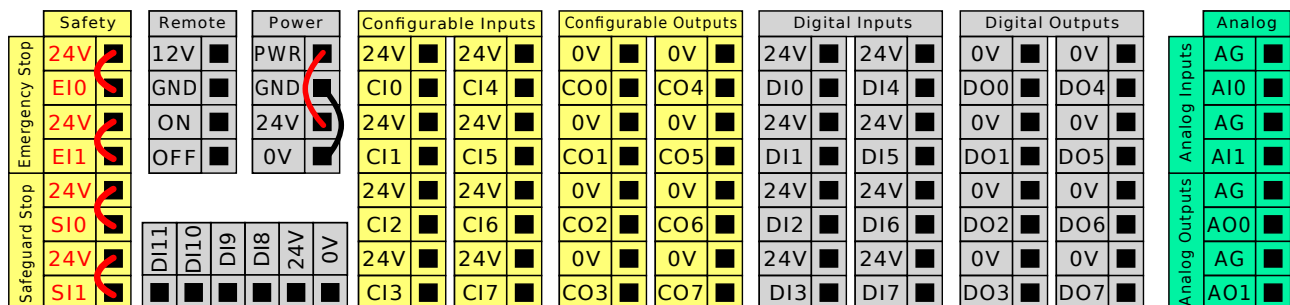 Safety
Emergency Stop
24V
EI0
24V
EI1
Safeguard Stop
24V
SI0
24V
SI1
Remote
12V
GND
ON
OFF
Power
PWR
GND
24V
0V
DI11
DI10
DI9
DI8
24V
0V
Configurable Inputs
24V 24V
CI0 CI4
24V 24V
CI1 CI5
24V 24V
CI2 CI6
24V 24V
CI3 CI7
Configurable Outputs
0V 0V
CO0 CO4
0V 0V
CO1 CO5
0V 0V
CO2 CO6
0V 0V
CO3 CO7
Digital Inputs
24V 24V
DI0 DI4
24V 24V
DI1 DI5
24V 24V
DI2 DI6
24V 24V
DI3 DI7
Digital Outputs
0V 0V
DO0 DO4
0V 0V
DO1 DO5
0V 0V
DO2 DO6
0V 0V
DO3 DO7
Analog
Analog Inputs
AG
AI0
AG
AI1
Analog Outputs
AG
AO0
AG
AO1